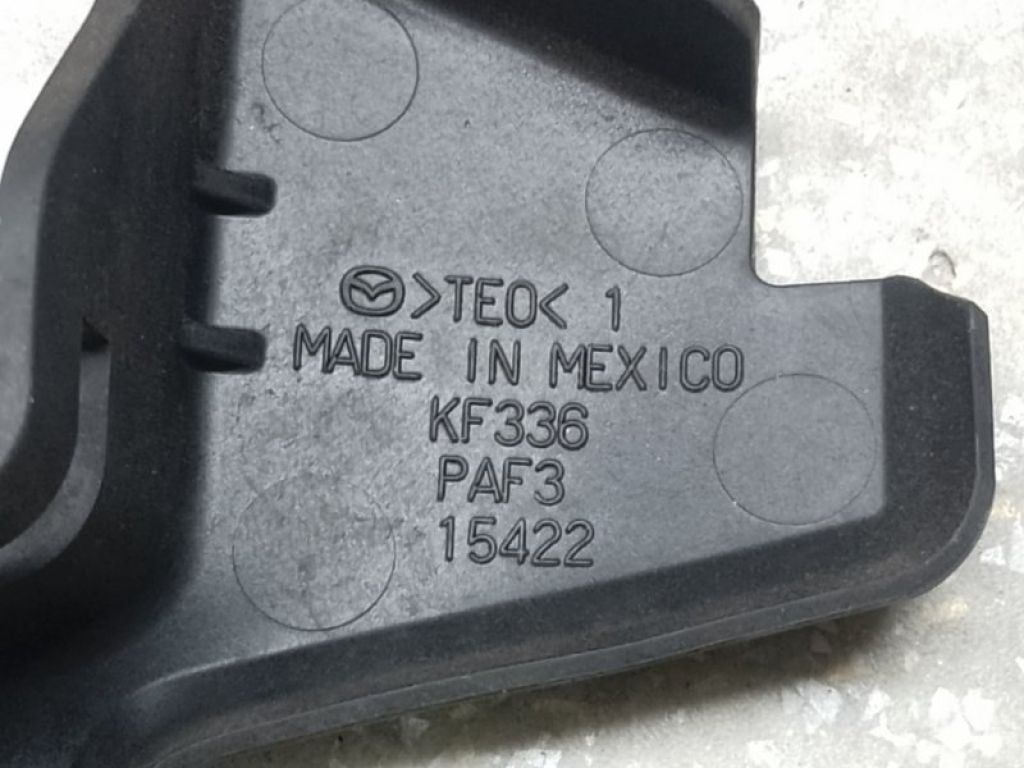 >TEO< 1
MADE IN MEXICO
KF336
PAF3
15422